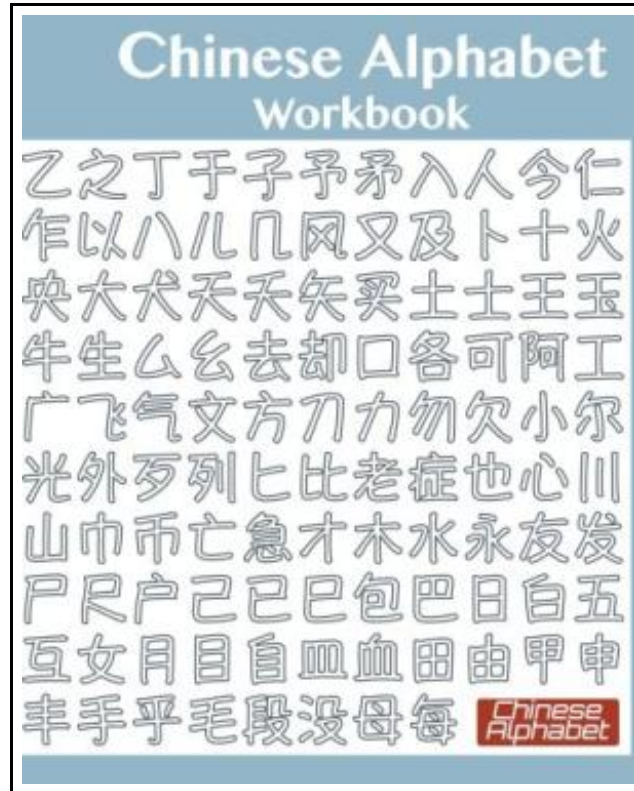 Chinese Alphabet
Workbook
乙之丁于子予矛入人今仁
乍以八儿几风又及卜十火
央大犬天夭矢买土士王玉
牛生厶幺去却口各可阿工
广飞气文方刀力勿欠小尔
光外歹列匕比老症也心川
山巾币亡急才木水永友发
尸尺户己已巳包巴日白五
互女月目自皿血田由甲申
丰手乎毛段没母每
Chinese
Alphabet